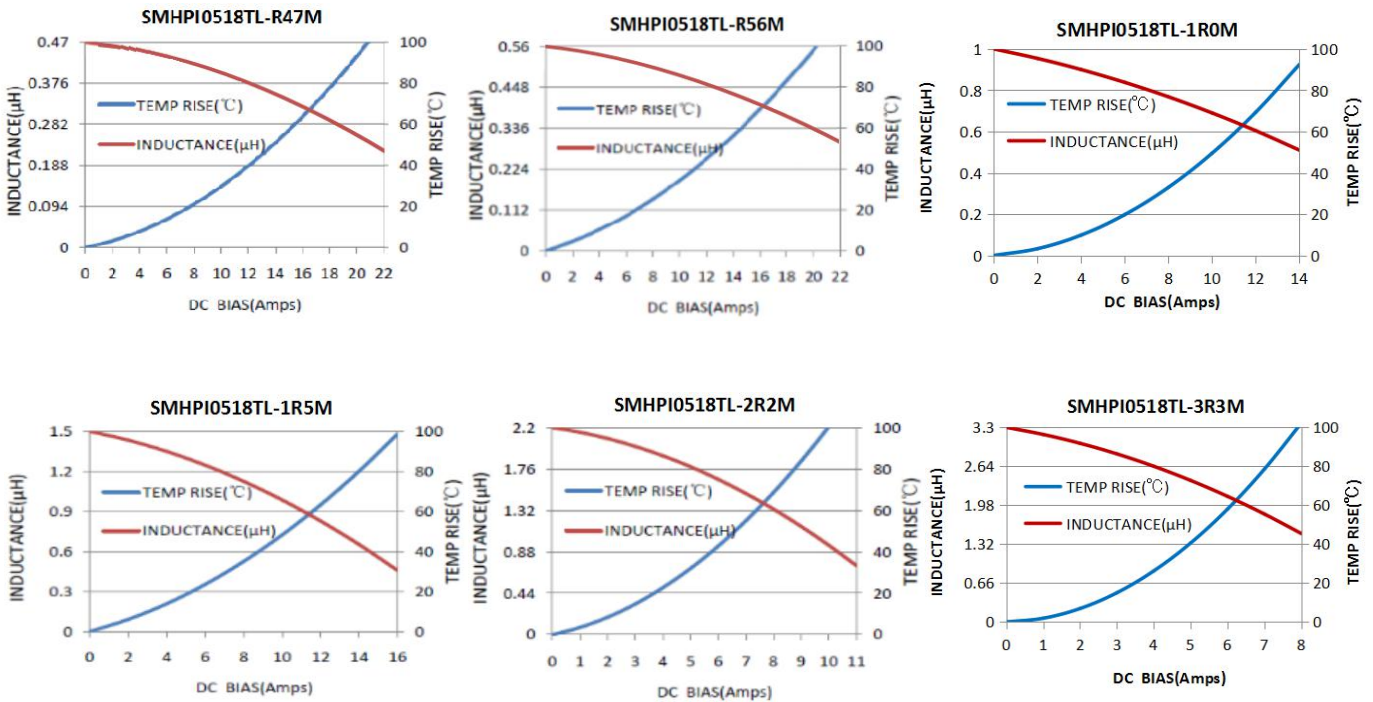 SMHPI0518TL-R47M
0.47
0.376
0.282
0.188
0.094
0
INDUCTANCE(μH)
TEMP RISE(℃)
INDUCTANCE(μH)
100
80
60
40
20
0
TEMP RISE(℃)
0 2 4 6 8 10 12 14 16 18 20 22
DC BIAS(Amps)
SMHPI0518TL-R56M
0.56
0.448
0.336
0.224
0.112
0
INDUCTANCE(μH)
TEMP RISE(℃)
INDUCTANCE(μH)
100
80
60
40
20
0
TEMP RISE(℃)
0 2 4 6 8 10 12 14 16 18 20 22
DC BIAS(Amps)
SMHPI0518TL-1R0M
1
0.8
0.6
0.4
0.2
0
INDUCTANCE(μH)
TEMP RISE(℃)
INDUCTANCE(μH)
100
80
60
40
20
0
TEMP RISE(℃)
0 2 4 6 8 10 12 14
DC BIAS(Amps)
SMHPI0518TL-1R5M
1.5
1.2
0.9
0.6
0.3
0
INDUCTANCE(μH)
TEMP RISE(℃)
INDUCTANCE(μH)
100
80
60
40
20
0
TEMP RISE(℃)
0 2 4 6 8 10 12 14 16
DC BIAS(Amps)
SMHPI0518TL-2R2M
2.2
1.76
1.32
0.88
0.44
0
INDUCTANCE(μH)
TEMP RISE(℃)
INDUCTANCE(μH)
100
80
60
40
20
0
TEMP RISE(℃)
0 1 2 3 4 5 6 7 8 9 10 11
DC BIAS(Amps)
SMHPI0518TL-3R3M
3.3
2.64
1.98
1.32
0.66
0
INDUCTANCE(μH)
TEMP RISE(℃)
INDUCTANCE(μH)
100
80
60
40
20
0
TEMP RISE(℃)
0 1 2 3 4 5 6 7 8
DC BIAS(Amps)